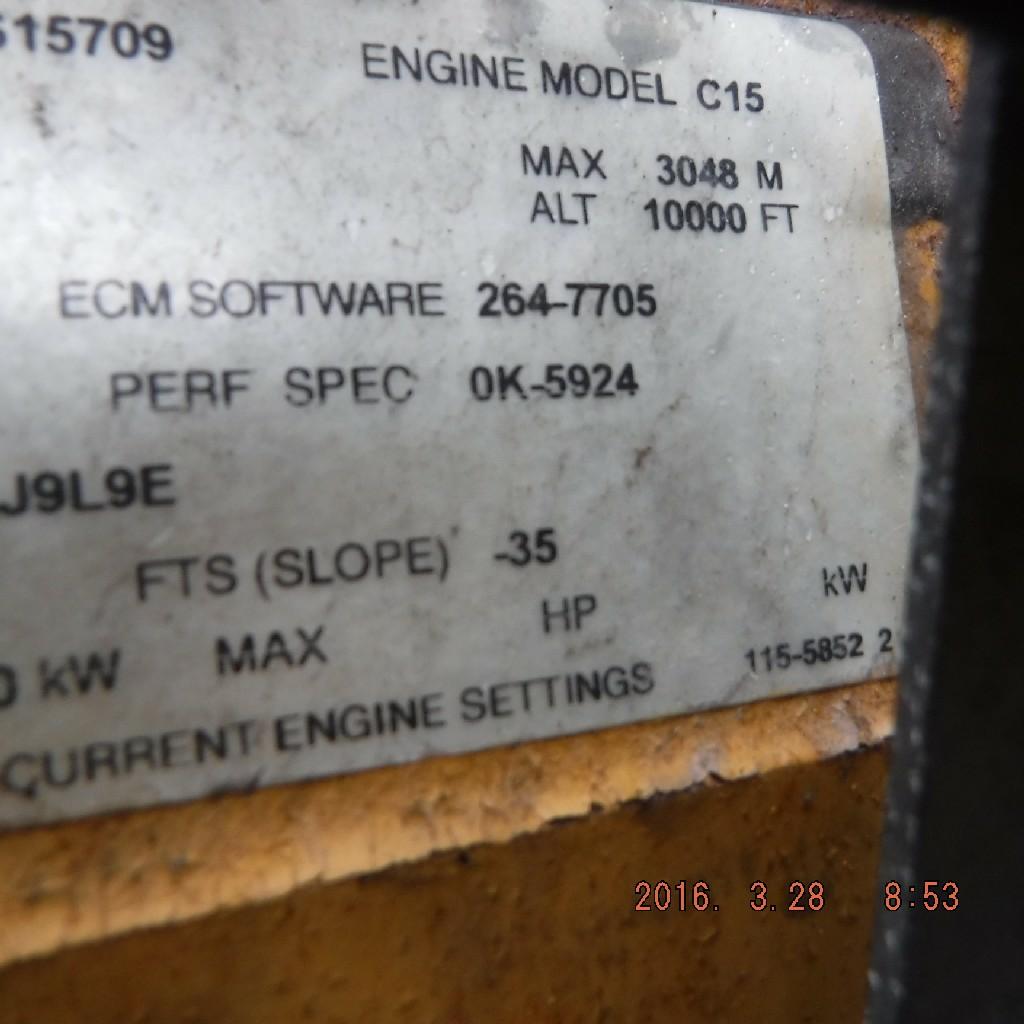 515709
ENGINE MODEL C15
MAX 3048 M
ALT 10000 FT
ECM SOFTWARE 264-7705
PERF SPEC 0K-5924
J9L9E
FTS (SLOPE) -35
0 kW MAX HP kW
CURRENT ENGINE SETTINGS 115-5852 2
2016. 3.28 8:53